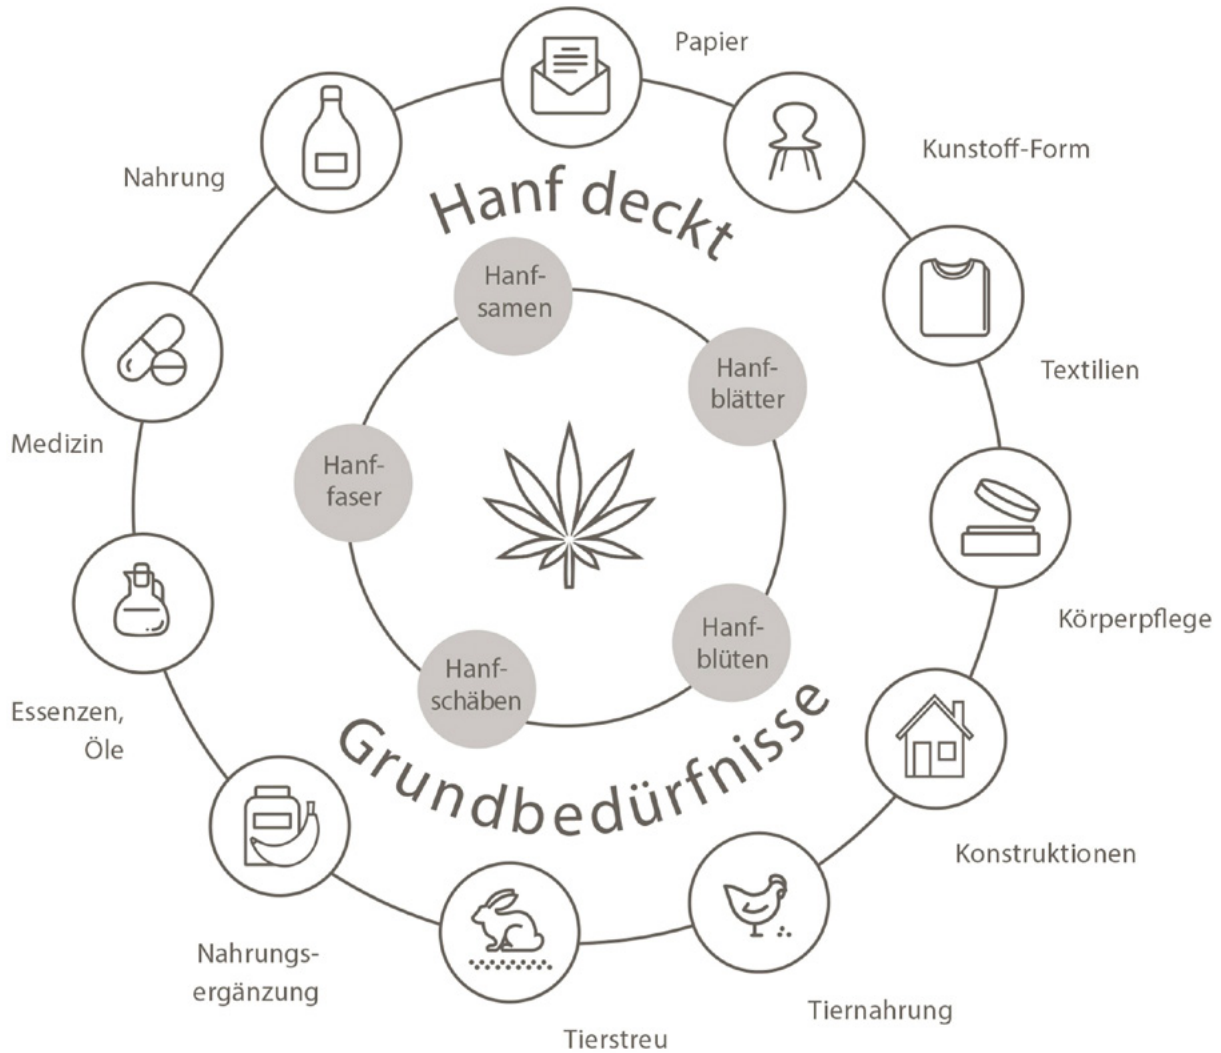 Papier
Kunstoff-Form
Nahrung
Hanf deckt
Hanf-
samen
Hanf-
blätter
Textilien
Medizin
Hanf-
faser
Körperpflege
Hanf-
blüten
Hanf-
schäben
Essenzen,
Öle
Grundbedürfnisse
Konstruktionen
Nahrungs-
ergänzung
Tiernahrung
Tierstreu